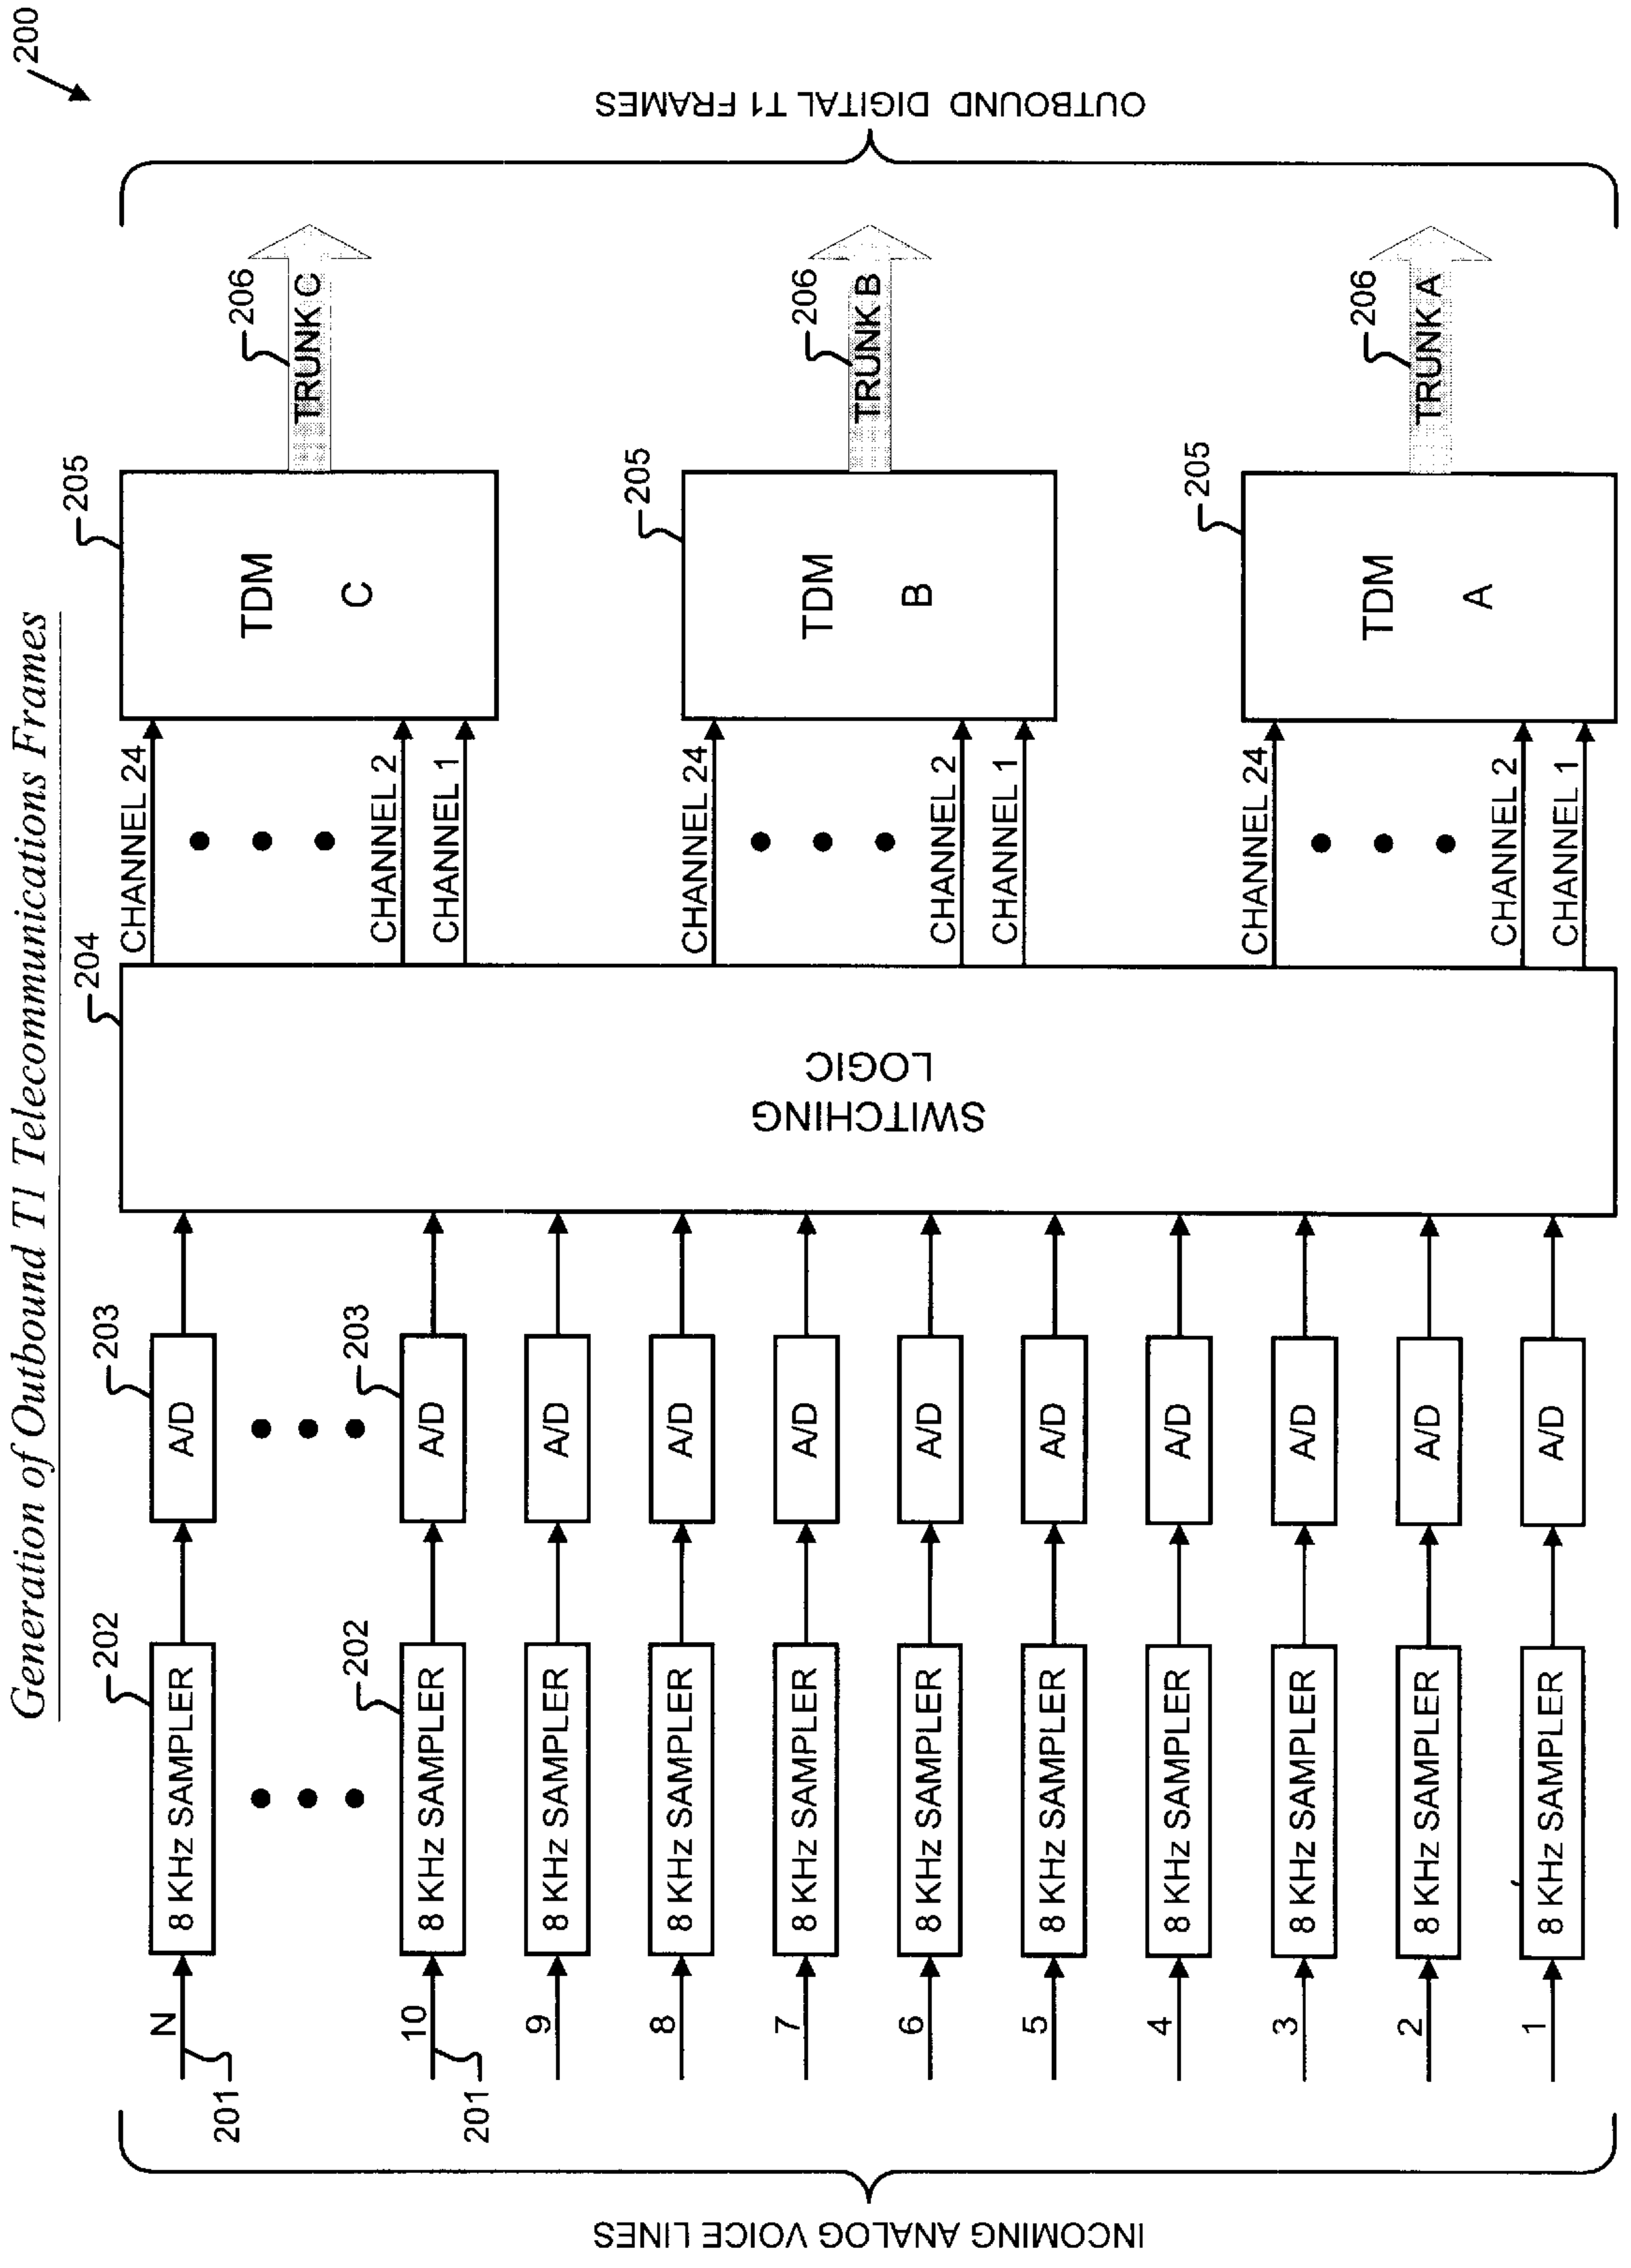 Generation of Outbound T1 Telecommunications Frames
200
INCOMING ANALOG VOICE LINES
N
201
8 KHz SAMPLER
202
A/D
203
10
201
8 KHz SAMPLER
202
A/D
203
9
8 KHz SAMPLER
A/D
8
8 KHz SAMPLER
A/D
7
8 KHz SAMPLER
A/D
6
8 KHz SAMPLER
A/D
5
8 KHz SAMPLER
A/D
4
8 KHz SAMPLER
A/D
3
8 KHz SAMPLER
A/D
2
8 KHz SAMPLER
A/D
1
8 KHz SAMPLER
A/D
SWITCHING
LOGIC
204
CHANNEL 24
CHANNEL 2
CHANNEL 1
TDM
C
205
TRUNK C
206
CHANNEL 24
CHANNEL 2
CHANNEL 1
TDM
B
205
TRUNK B
206
CHANNEL 24
CHANNEL 2
CHANNEL 1
TDM
A
205
TRUNK A
206
OUTBOUND DIGITAL T1 FRAMES